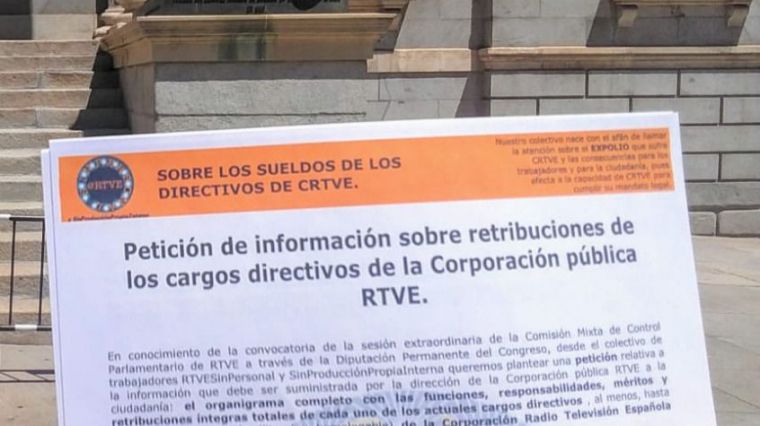 @RTVE
#SinProducciónPropiaInterna
SOBRE LOS SUELDOS DE LOS
DIRECTIVOS DE CRTVE.
Nuestro colectivo nace con el afán de llamar
la atención sobre el EXPOLIO que sufre
CRTVE y las consecuencias para los
trabajadores y para la ciudadanía, pues
afecta a la capacidad de CRTVE para
cumplir su mandato legal.
Petición de información sobre retribuciones de
los cargos directivos de la Corporación pública
RTVE.
En conocimiento de la convocatoria de la sesión extraordinaria de la Comisión Mixta de Control
Parlamentario de RTVE a través de la Diputación Permanente del Congreso, desde el colectivo de
trabajadores RTVESinPersonal y SinProducciónPropiaInterna queremos plantear una petición relativa a
la información que debe ser suministrada por la dirección de la Corporación pública RTVE a la
ciudadanía: el organigrama completo con las funciones, responsabilidades, méritos y
retribuciones íntegras totales de cada uno de los actuales cargos directivos , al menos, hasta
de la Corporación Radio Televisión Española